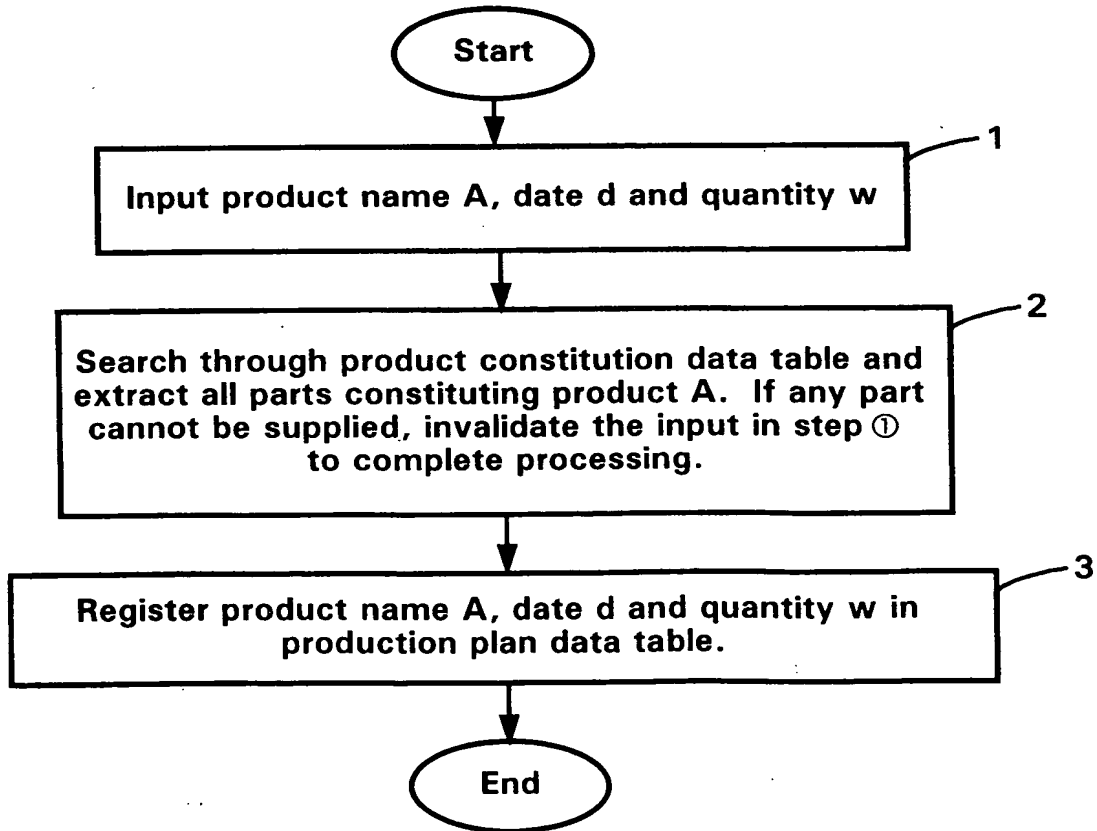 Start
1
Input product name A, date d and quantity w
2
Search through product constitution data table and
extract all parts constituting product A. If any part
cannot be supplied, invalidate the input in step ①
to complete processing.
3
Register product name A, date d and quantity w in
production plan data table.
End